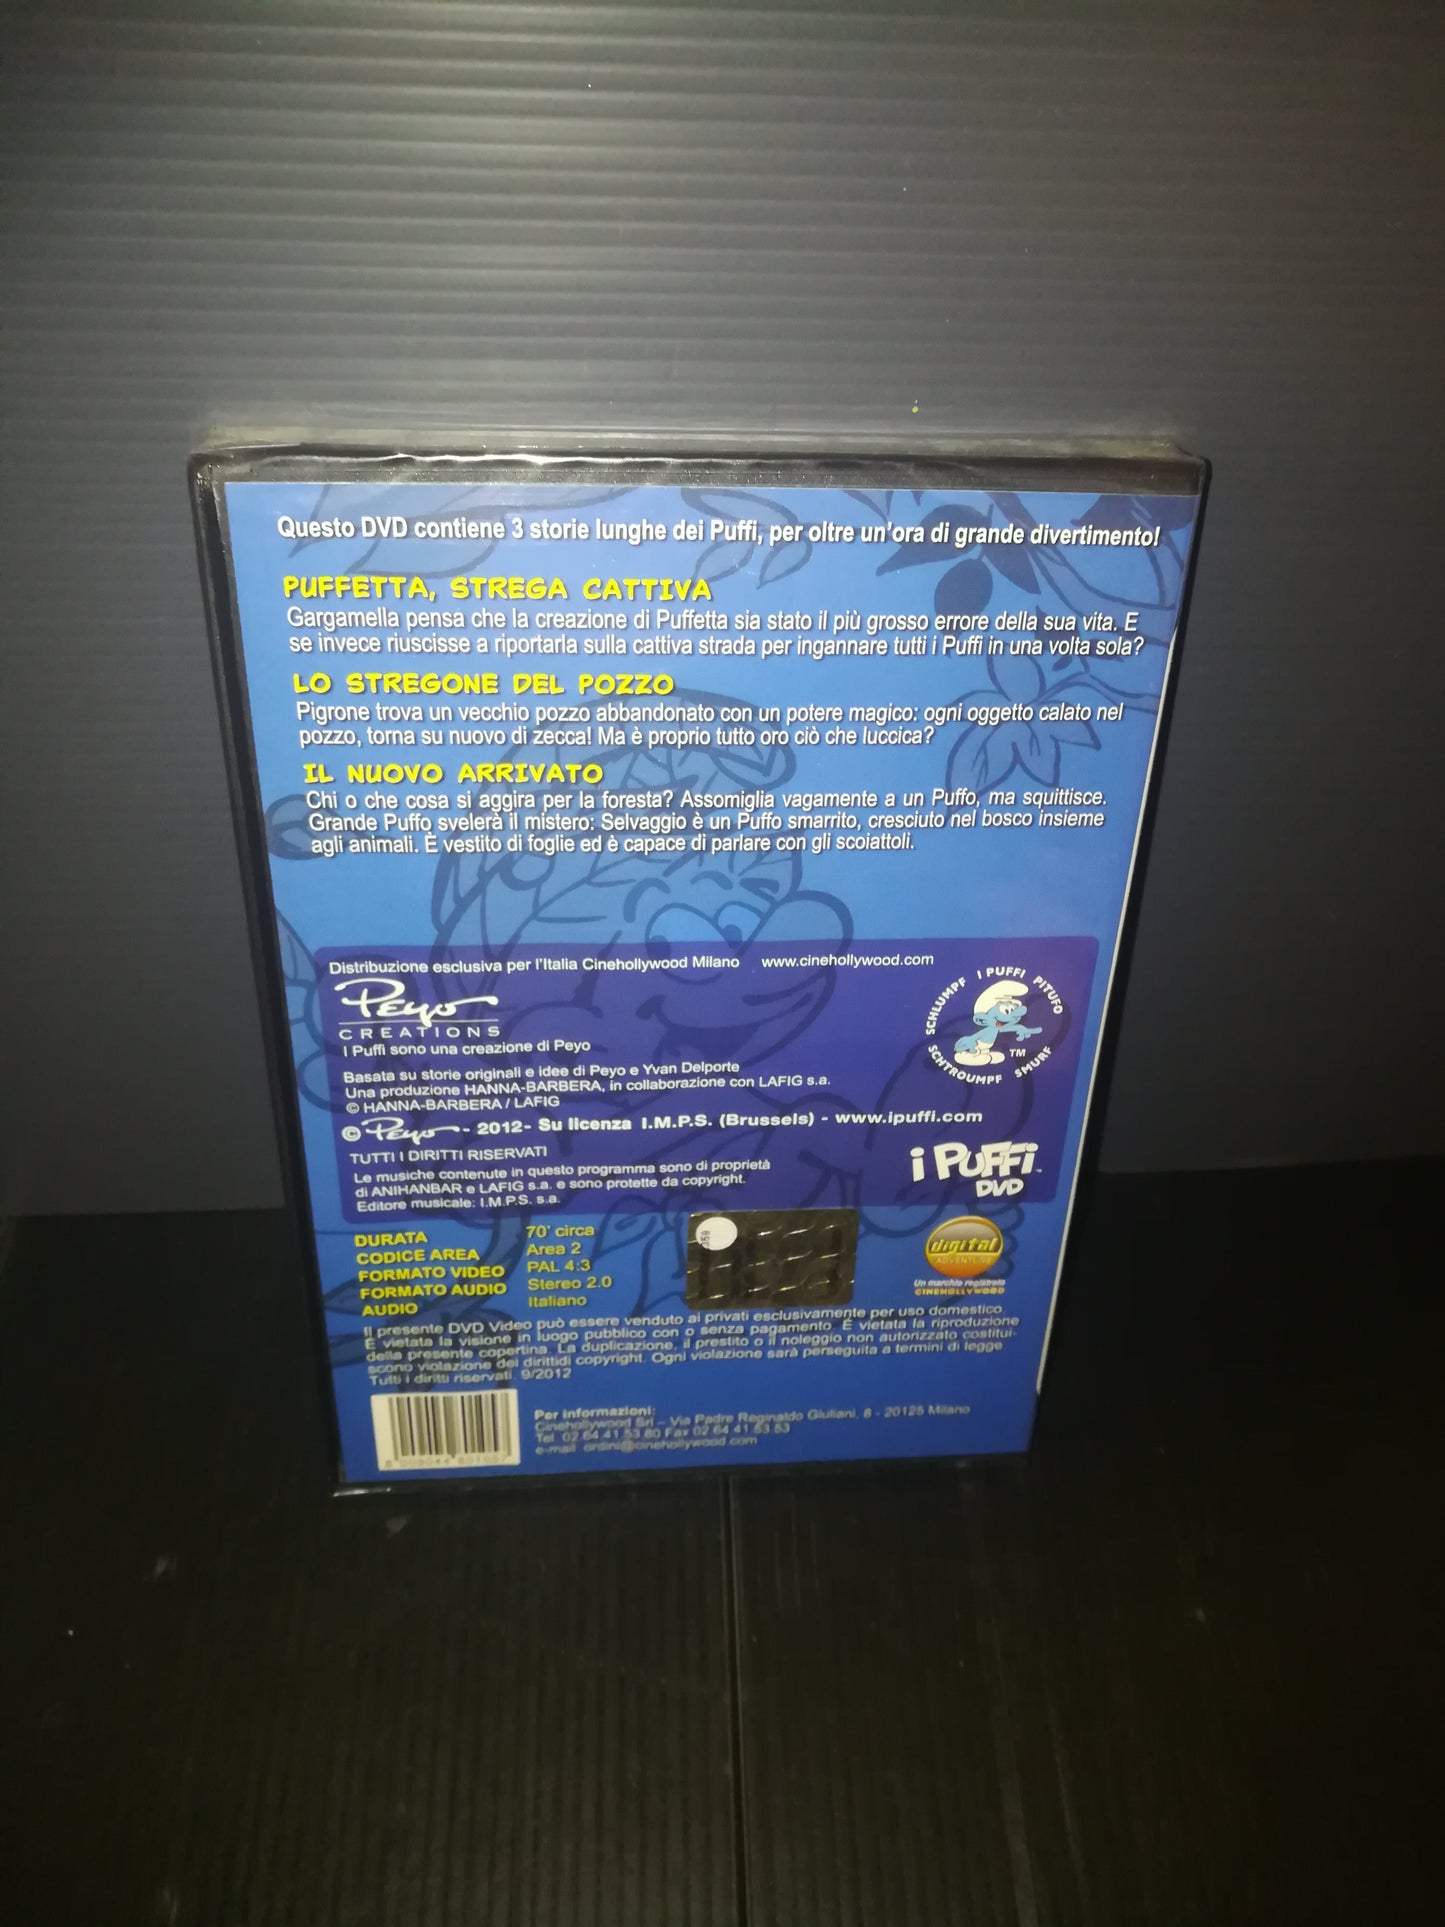 Questo DVD contiene 3 storie lunghe dei Puffi, per oltre un'ora di grande divertimento!
PUFFETTA, STREGA CATTIVA
Gargamella pensa che la creazione di Puffetta sia stato il più grosso errore della sua vita. E
se invece riuscisse a riportarla sulla cattiva strada per ingannare tutti i Puffi in una volta sola?
LO STREGONE DEL POZZO
Pigrone trova un vecchio pozzo abbandonato con un potere magico: ogni oggetto calato nel
pozzo, torna su nuovo di zecca! Ma è proprio tutto oro ciò che luccica?
IL NUOVO ARRIVATO
Chi o che cosa si aggira per la foresta? Assomiglia vagamente a un Puffo, ma squittisce.
Grande Puffo svelerà il mistero: Selvaggio è un Puffo smarrito, cresciuto nel bosco insieme
agli animali. È vestito di foglie ed è capace di parlare con gli scoiattoli.
Distribuzione esclusiva per l'Italia Cinehollywood Milano www.cinehollywood.com
Peyo
CREATIONS
I Puffi sono una creazione di Peyo
SCHLUMPF I PUFFI PITUFO
SCHTROUMPF SMURF
TM
Basata su storie originali e idee di Peyo e Yvan Delporte
Una produzione HANNA-BARBERA, in collaborazione con LAFIG s.a.
© HANNA-BARBERA / LAFIG
© Peyo - 2012- Su licenza I.M.P.S. (Brussels) - www.ipuffi.com
TUTTI I DIRITTI RISERVATI
Le musiche contenute in questo programma sono di proprietà
di ANIHANBAR e LAFIG s.a. e sono protette da copyright.
Editore musicale: I.M.P.S. s.a.
i PUFFi
DVD
DURATA 70' circa
CODICE AREA Area 2
FORMATO VIDEO PAL 4:3
FORMATO AUDIO Stereo 2.0
AUDIO Italiano
digital
ADVENTURE
Un marchio registrato
CINEHOLLYWOOD
Il presente DVD Video può essere venduto ai privati esclusivamente per uso domestico.
È vietata la visione in luogo pubblico con o senza pagamento. È vietata la riproduzione
della presente copertina. La duplicazione, il prestito o il noleggio non autorizzato costitui-
scono violazione dei dirittidi copyright. Ogni violazione sarà perseguita a termini di legge.
Tutti i diritti riservati. 9/2012
Per informazioni:
Cinehollywood Srl – Via Padre Reginaldo Giuliani, 8 - 20125 Milano
Tel. 02.64.41.53.80 Fax 02.64.41.53.53
e-mail ordini@cinehollywood.com